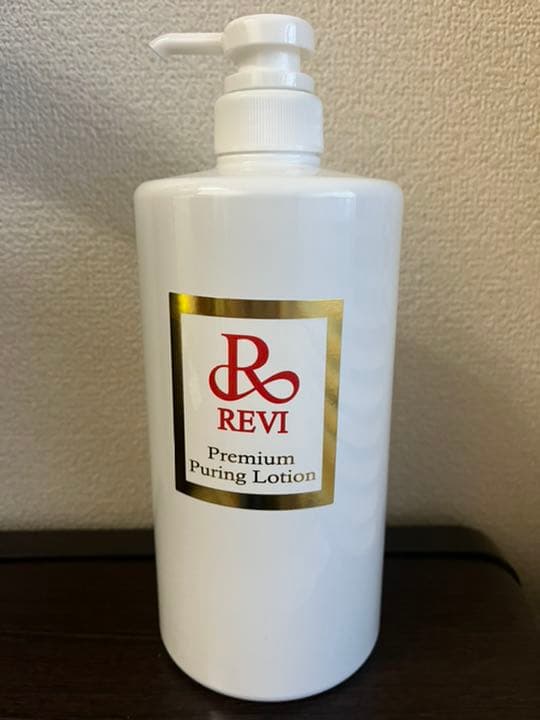 R
REVI
Premium
Puring Lotion